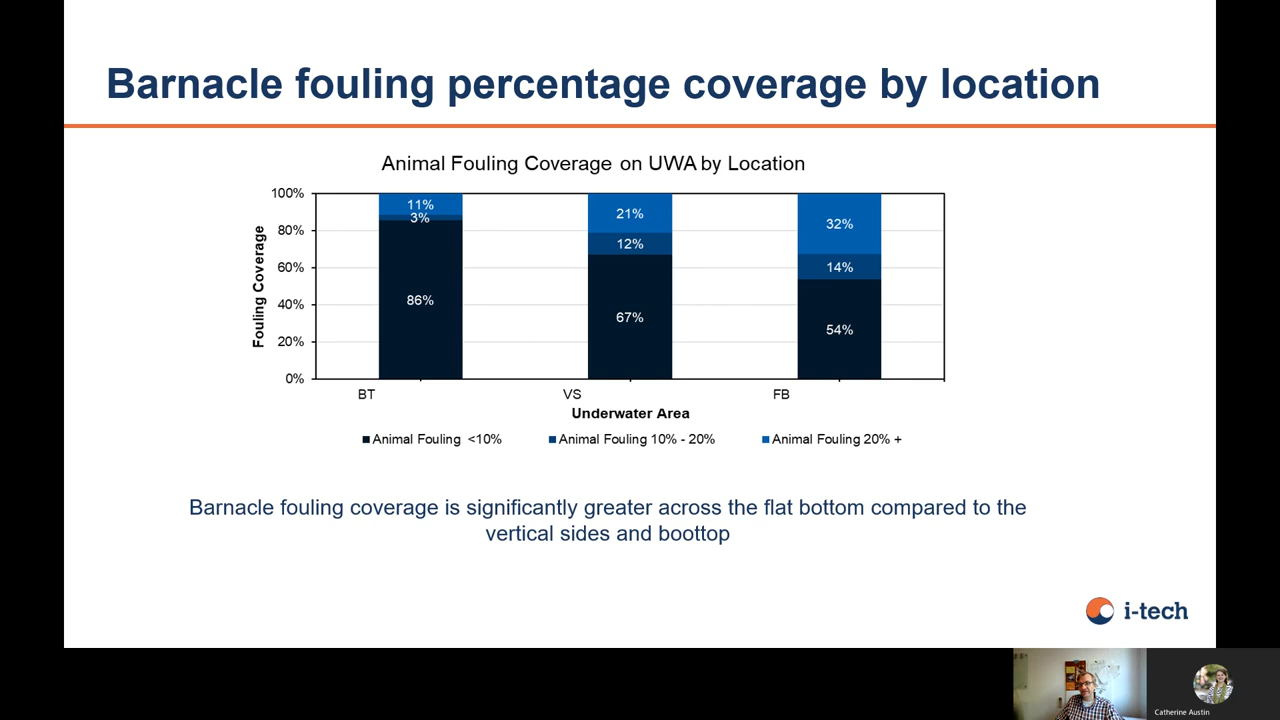 Barnacle fouling percentage coverage by location
Animal Fouling Coverage on UWA by Location
Fouling Coverage
100%
80%
60%
40%
20%
0%
11%
3%
86%
21%
12%
67%
32%
14%
54%
BT
VS
FB
Underwater Area
Animal Fouling <10%
Animal Fouling 10% - 20%
Animal Fouling 20% +
Barnacle fouling coverage is significantly greater across the flat bottom compared to the
vertical sides and boottop
i-tech
Catherine Austin